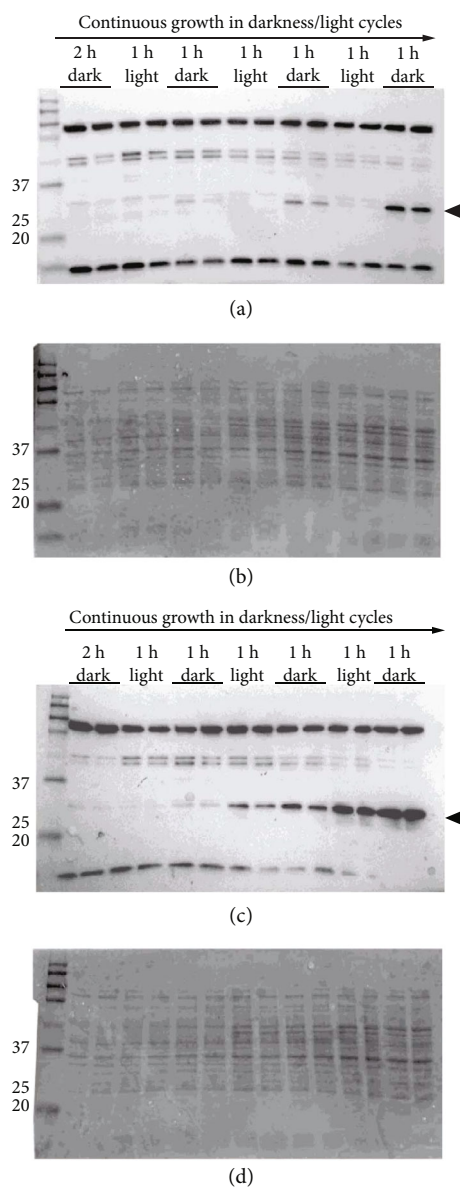 Continuous growth in darkness/light cycles
2 h 1 h 1 h 1 h 1 h 1 h 1 h
dark light dark light dark light dark
37
25
20
(a)
37
25
20
(b)
Continuous growth in darkness/light cycles
2 h 1 h 1 h 1 h 1 h 1 h 1 h
dark light dark light dark light dark
37
25
20
(c)
37
25
20
(d)